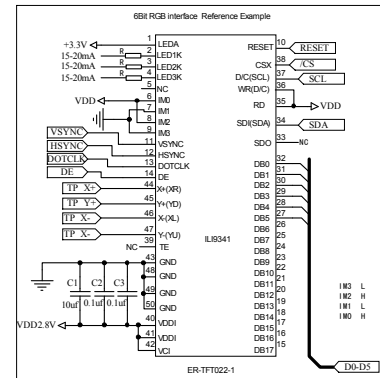 6Bit RGB interface Reference Example
+3.3V 1 LEDA
15-20mA R 2 LED1K
15-20mA R 3 LED2K
15-20mA R 4 LED3K
5 NC
VDD 6 IM0
7 IM1
8 IM2
9 IM3
VSYNC 11 VSYNC
HSYNC 12 HSYNC
DOTCLK 13 DOTCLK
DE 14 DE
TP X+ 44 X+(XR)
TP Y+ 45 Y+(YD)
TP X- 46 X-(XL)
TP X- 47 Y-(YU)
NC 39 TE
43 GND
48 GND
49 GND
50 GND
C1 C2 C3
10uf 0.1uf 0.1uf
VDD2.8V 40 VDDI
41 VDDI
42 VCI
ILI9341
RESET 10 RESET
CSX 38 /CS
D/C(SCL) 37 SCL
WR(D/C) 36
RD 35 VDD
SDI(SDA) 34 SDA
SDO 33 NC
DB0 32
DB1 31
DB2 30
DB3 29
DB4 28
DB5 27
DB6 26
DB7 25
DB8 24
DB9 23
DB10 22
DB11 21
DB12 20
DB13 19
DB14 18
DB15 17
DB16 16
DB17 15
IM3 L
IM2 H
IM1 L
IM0 H
D0-D5
ER-TFT022-1